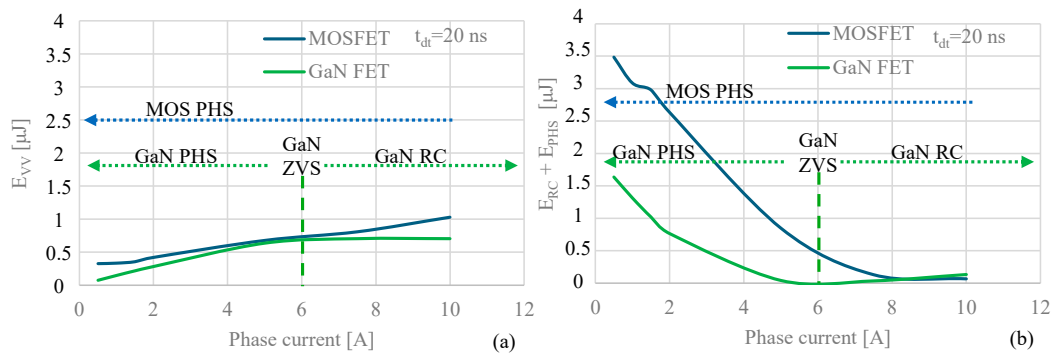 4
3.5
3
2.5
2
1.5
1
0.5
0
E_VV [μJ]
MOSFET t_dt=20 ns
GaN FET
MOS PHS
GaN PHS
GaN
ZVS
GaN RC
0 2 4 6 8 10 12
Phase current [A]
(a)
4
3.5
3
2.5
2
1.5
1
0.5
0
E_RC + E_PHS [μJ]
MOSFET t_dt=20 ns
GaN FET
MOS PHS
GaN PHS
GaN
ZVS
GaN RC
0 2 4 6 8 10 12
Phase current [A]
(b)